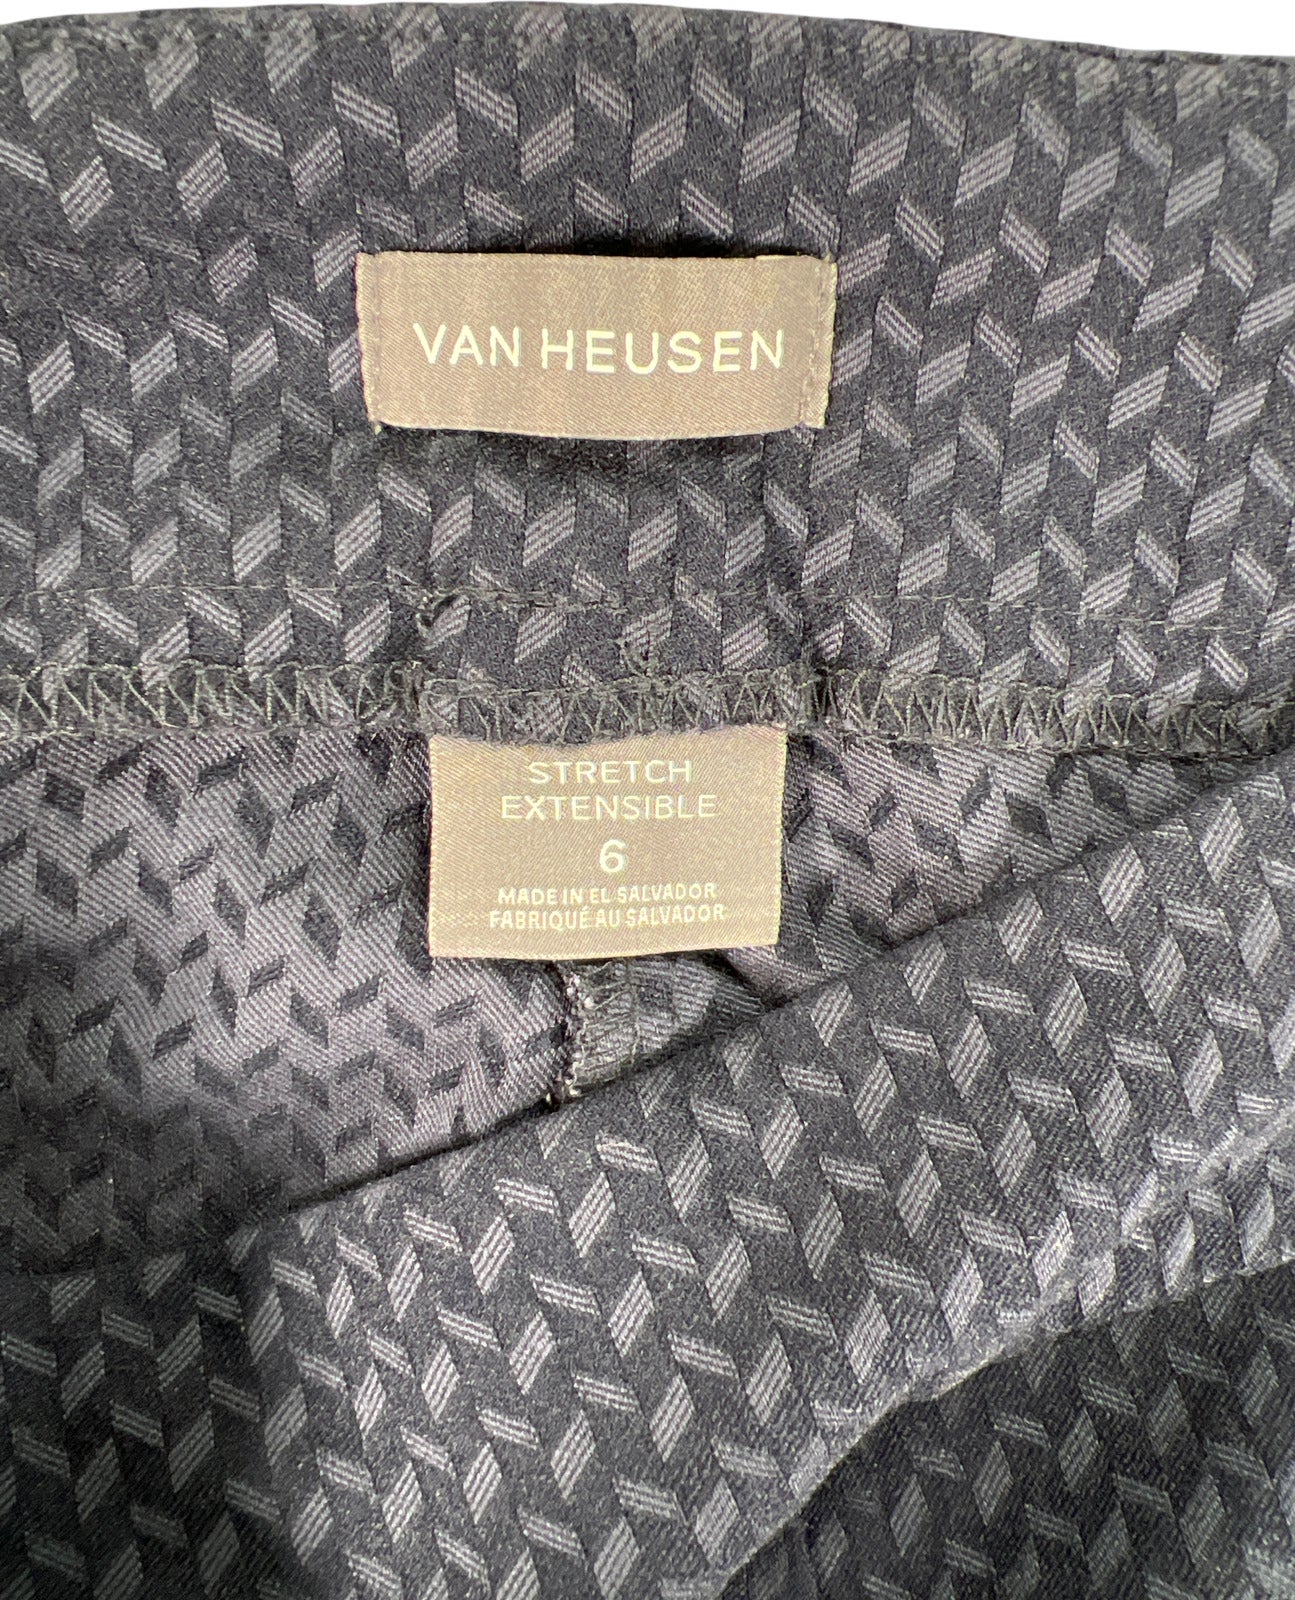 VAN HEUSEN
STRETCH
EXTENSIBLE
6
MADE IN EL SALVADOR
FABRIQUÉ AU SALVADOR